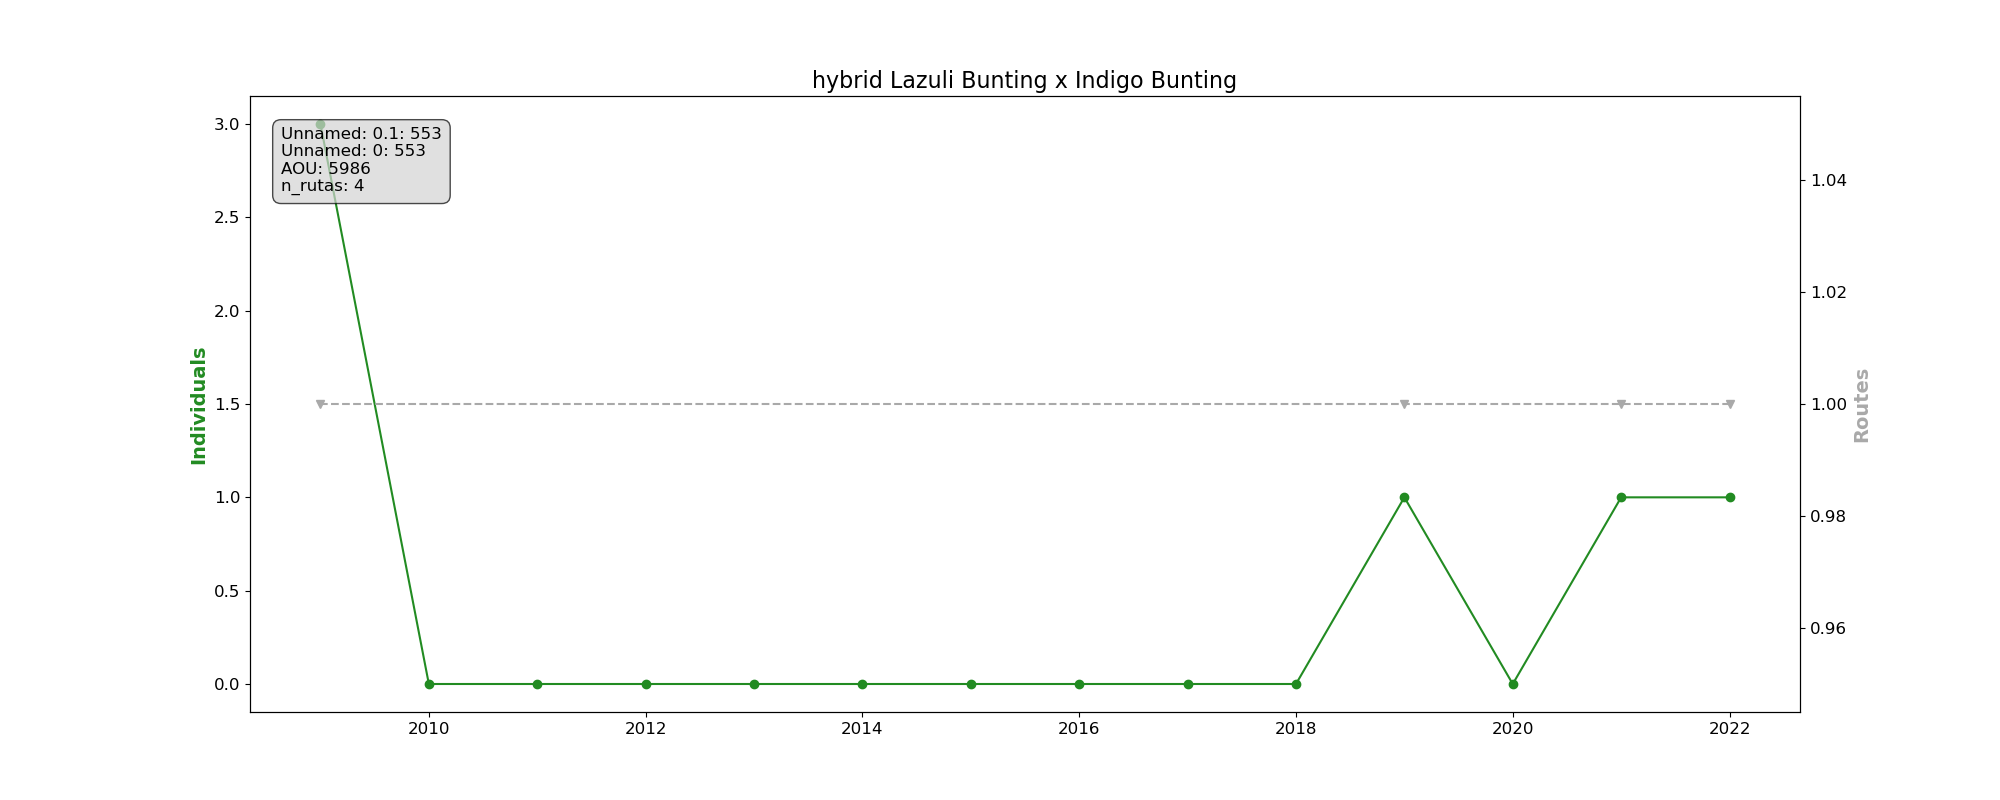 hybrid Lazuli Bunting x Indigo Bunting
Unnamed: 0.1: 553
Unnamed: 0: 553
AOU: 5986
n_rutas: 4
Individuals
3.0
2.5
2.0
1.5
1.0
0.5
0.0
2010
2012
2014
2016
2018
2020
2022
1.04
1.02
1.00
0.98
0.96
Routes